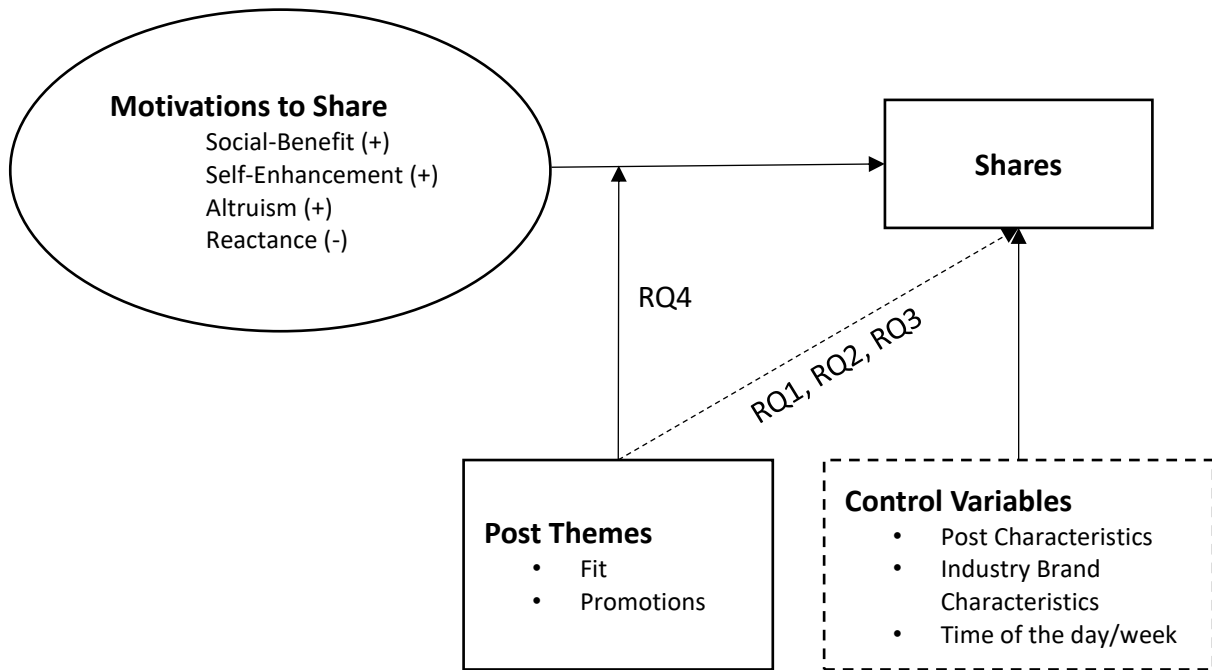 Motivations to Share
Social-Benefit (+)
Self-Enhancement (+)
Altruism (+)
Reactance (-)
Shares
RQ4
RQ1, RQ2, RQ3
Post Themes
• Fit
• Promotions
Control Variables
• Post Characteristics
• Industry Brand
Characteristics
• Time of the day/week